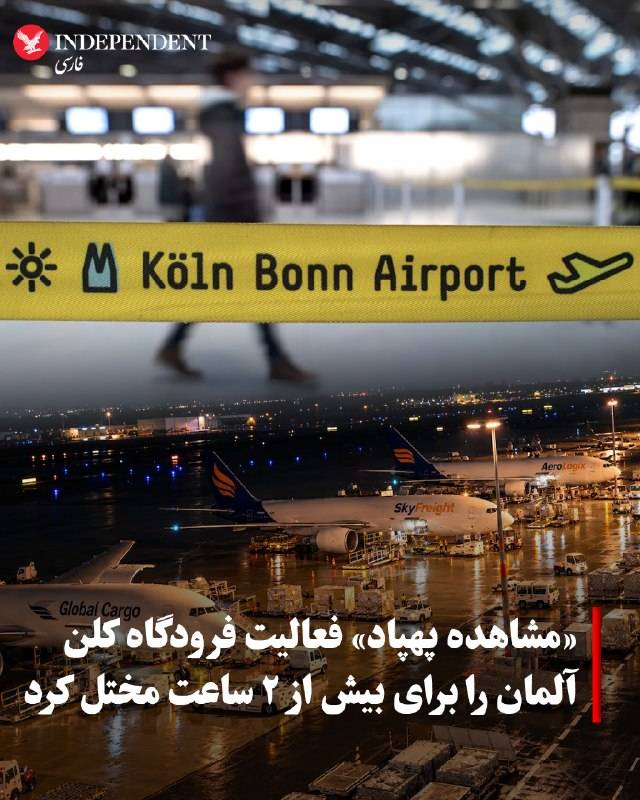 INDEPENDENT
فارسی
Köln Bonn Airport
AeroLogix
SkyFreight
Global Cargo
«مشاهده پهپاد» فعالیت فرودگاه کلن
آلمان را برای بیش از ۲ ساعت مختل کرد